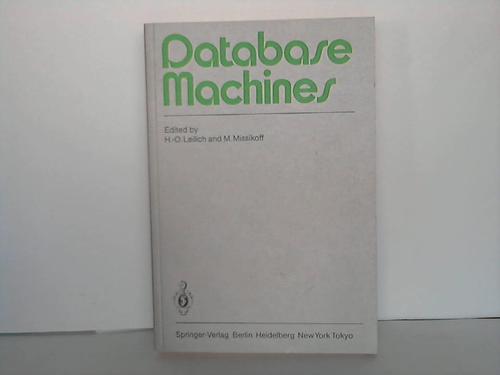 Database
Machines
Edited by
H.-O. Leilich and M. Missikoff
Springer-Verlag Berlin Heidelberg New York Tokyo